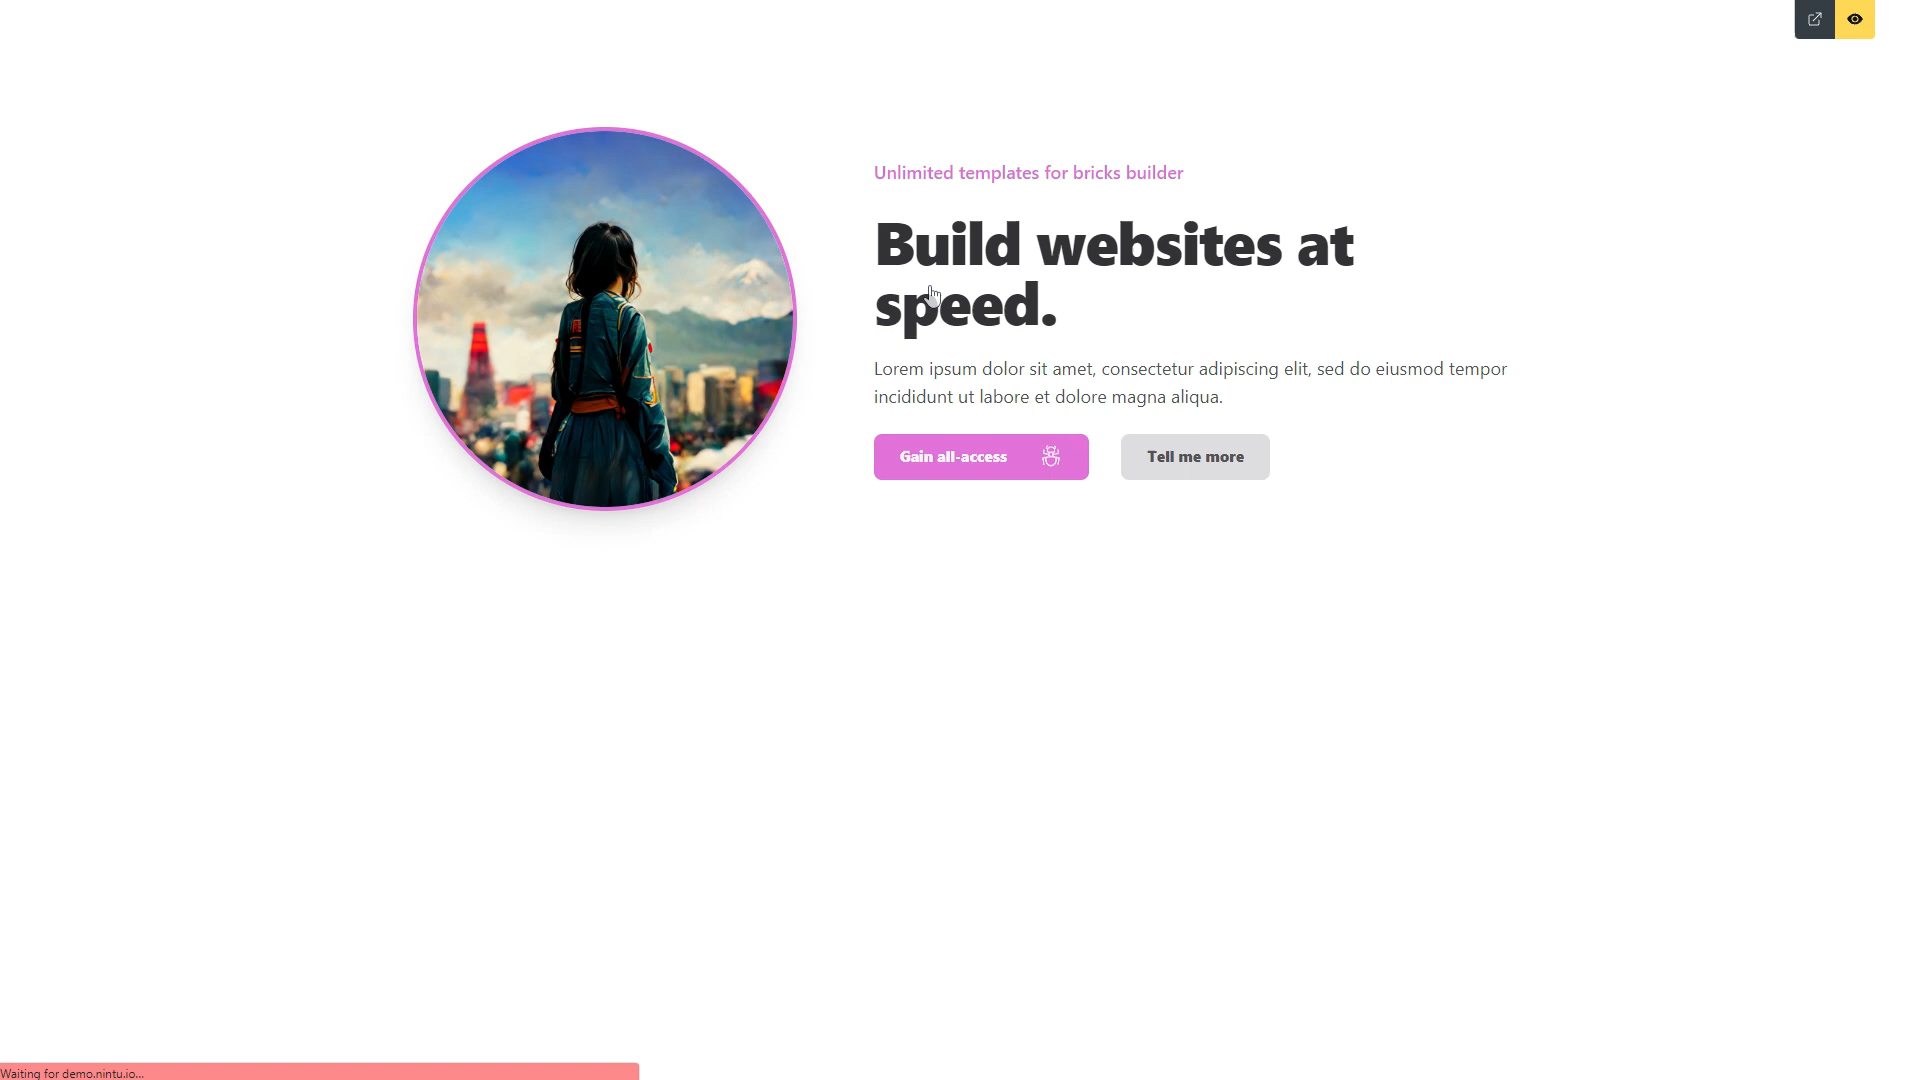 Unlimited templates for bricks builder
Build websites at
speed.
Lorem ipsum dolor sit amet, consectetur adipiscing elit, sed do eiusmod tempor
incididunt ut labore et dolore magna aliqua.
Gain all-access
Tell me more
Waiting for demo.nintu.io...